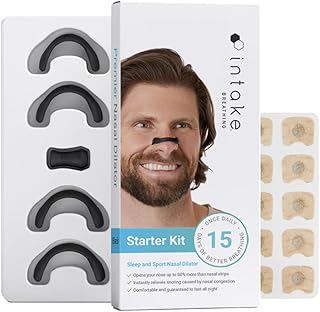 intake
BREATHING
Premier Nasal Dilator
ONCE DAILY
15
DAYS OF BETTER BREATHING
Starter Kit
Sleep and Sport Nasal Dilator
Opens your nose up to 60% more than nasal strips
Instantly relieves snoring caused by nasal congestion
Comfortable and guaranteed to last all night